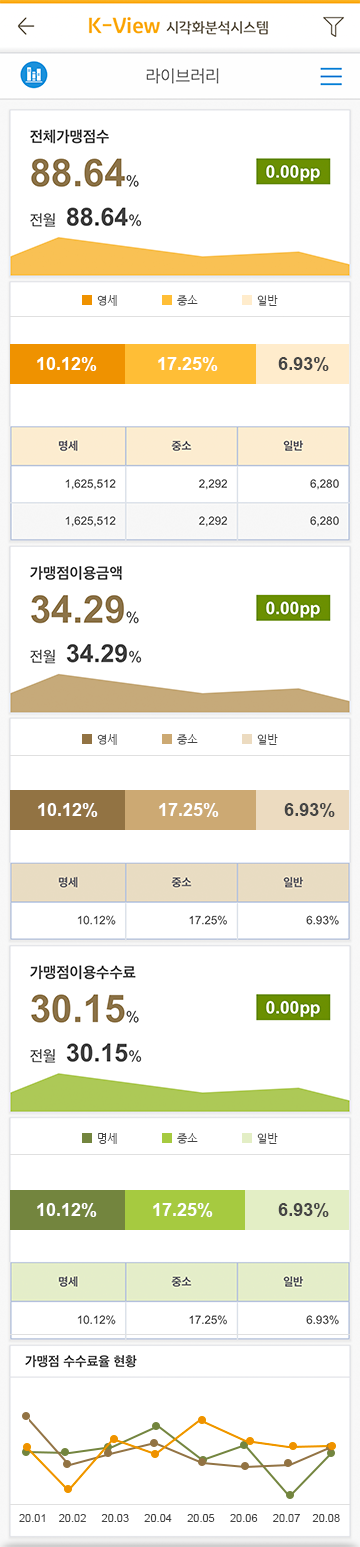 K-View 시각화분석시스템
라이브러리
전체가맹점수
88.64%
0.00pp
전월 88.64%
영세 중소 일반
10.12% 17.25% 6.93%
명세 중소 일반
1,625,512 2,292 6,280
1,625,512 2,292 6,280
가맹점이용금액
34.29%
0.00pp
전월 34.29%
영세 중소 일반
10.12% 17.25% 6.93%
명세 중소 일반
10.12% 17.25% 6.93%
가맹점이용수수료
30.15%
0.00pp
전월 30.15%
명세 중소 일반
10.12% 17.25% 6.93%
명세 중소 일반
10.12% 17.25% 6.93%
가맹점 수수료율 현황
20.01 20.02 20.03 20.04 20.05 20.06 20.07 20.08